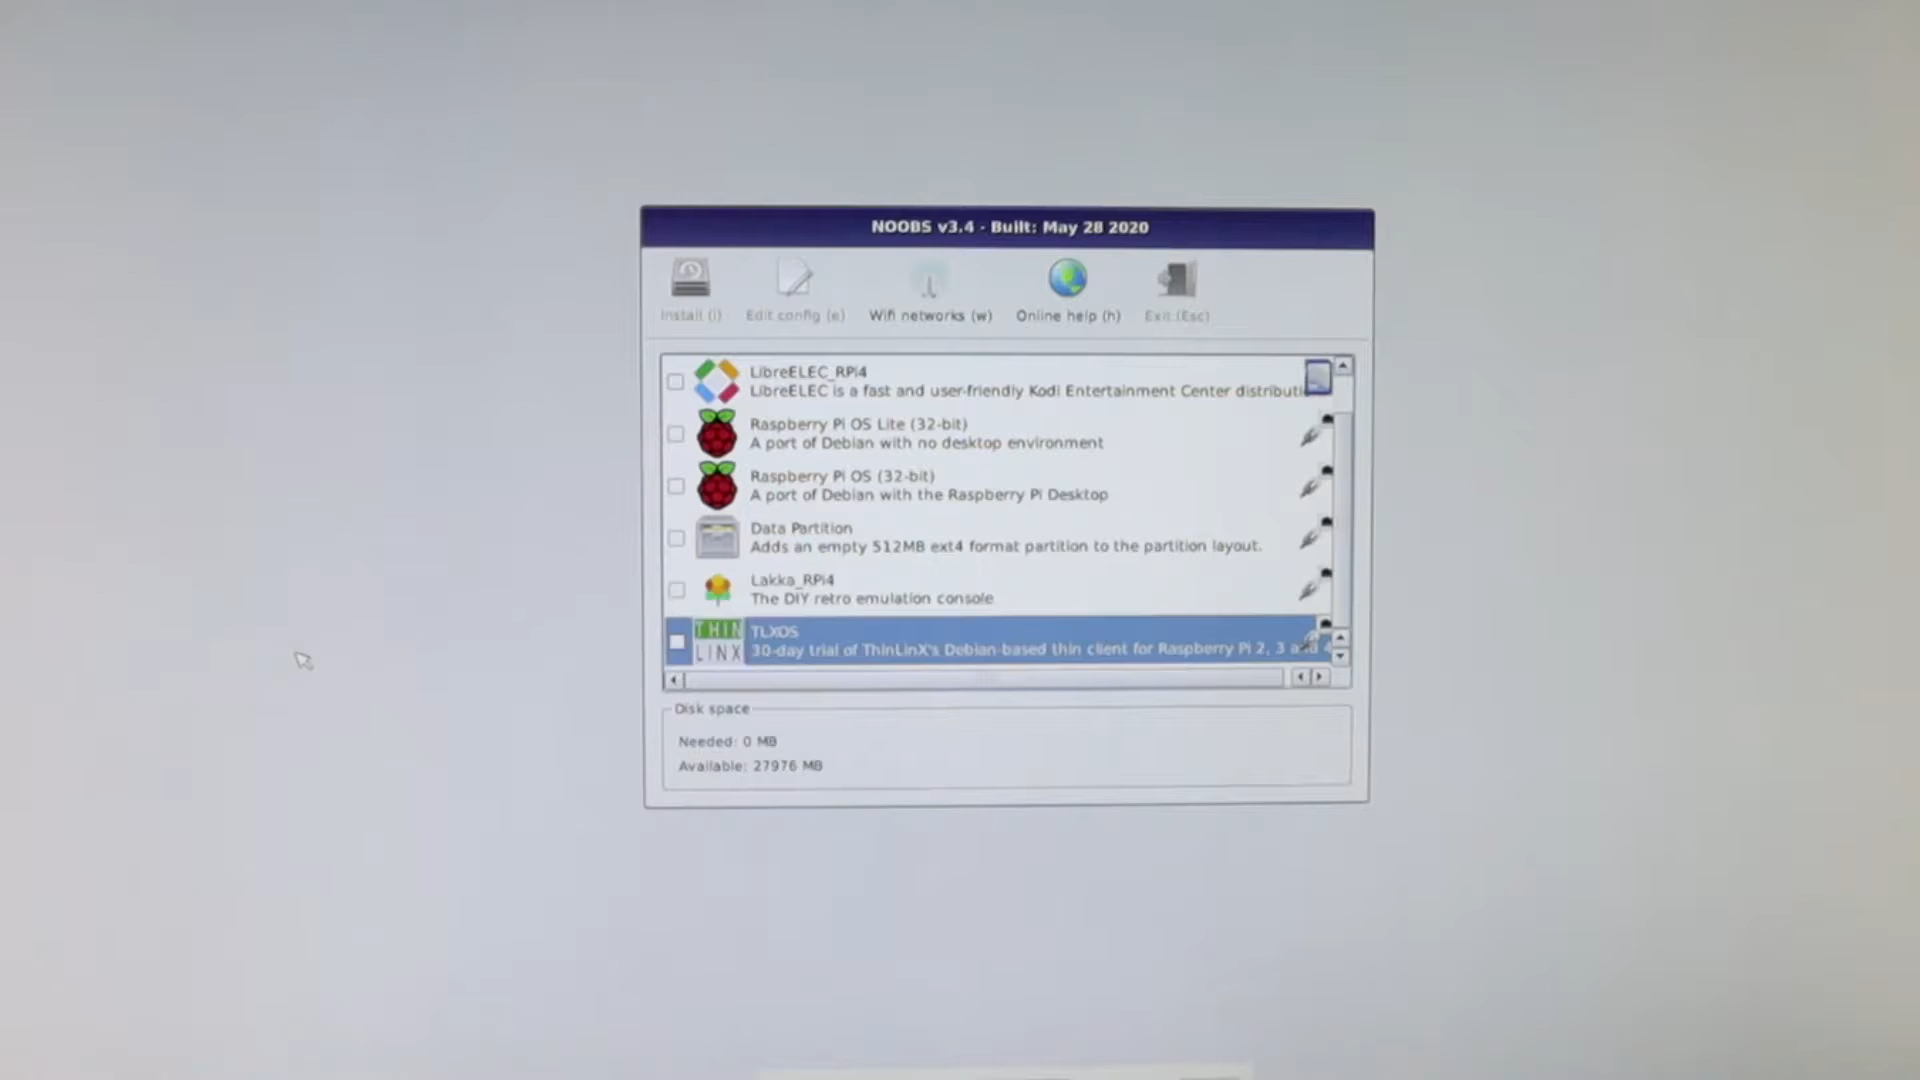 NOOBS v3.4 - Built: May 28 2020
Install (i) Edit config (e) Wifi networks (w) Online help (h) Exit (Esc)
LibreELEC_RPi4
LibreELEC is a fast and user-friendly Kodi Entertainment Center distributi
Raspberry Pi OS Lite (32-bit)
A port of Debian with no desktop environment
Raspberry Pi OS (32-bit)
A port of Debian with the Raspberry Pi Desktop
Data Partition
Adds an empty 512MB ext4 format partition to the partition layout.
Lakka_RPi4
The DIY retro emulation console
THIN
LINX
TLXOS
30-day trial of ThinLinX's Debian-based thin client for Raspberry Pi 2, 3 and 4
Disk space
Needed: 0 MB
Available: 27976 MB